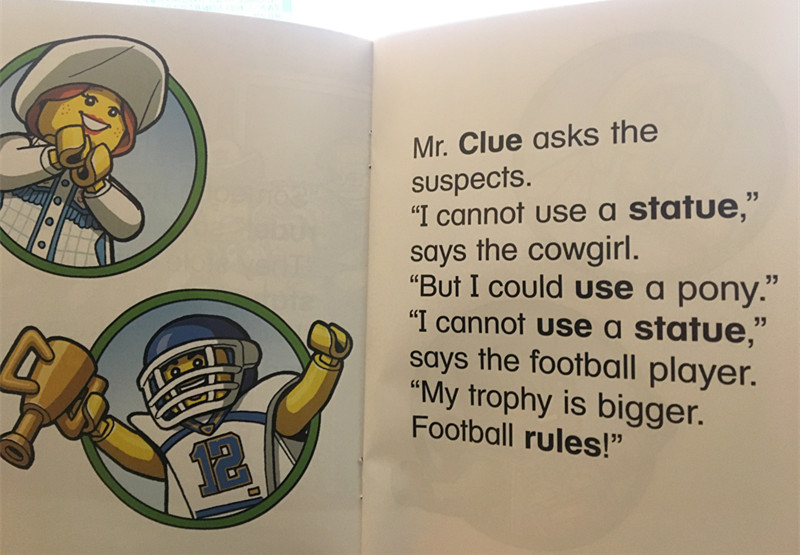 12
Mr. Clue asks the
suspects.
“I cannot use a statue,”
says the cowgirl.
“But I could use a pony.”
“I cannot use a statue,”
says the football player.
“My trophy is bigger.
Football rules!”